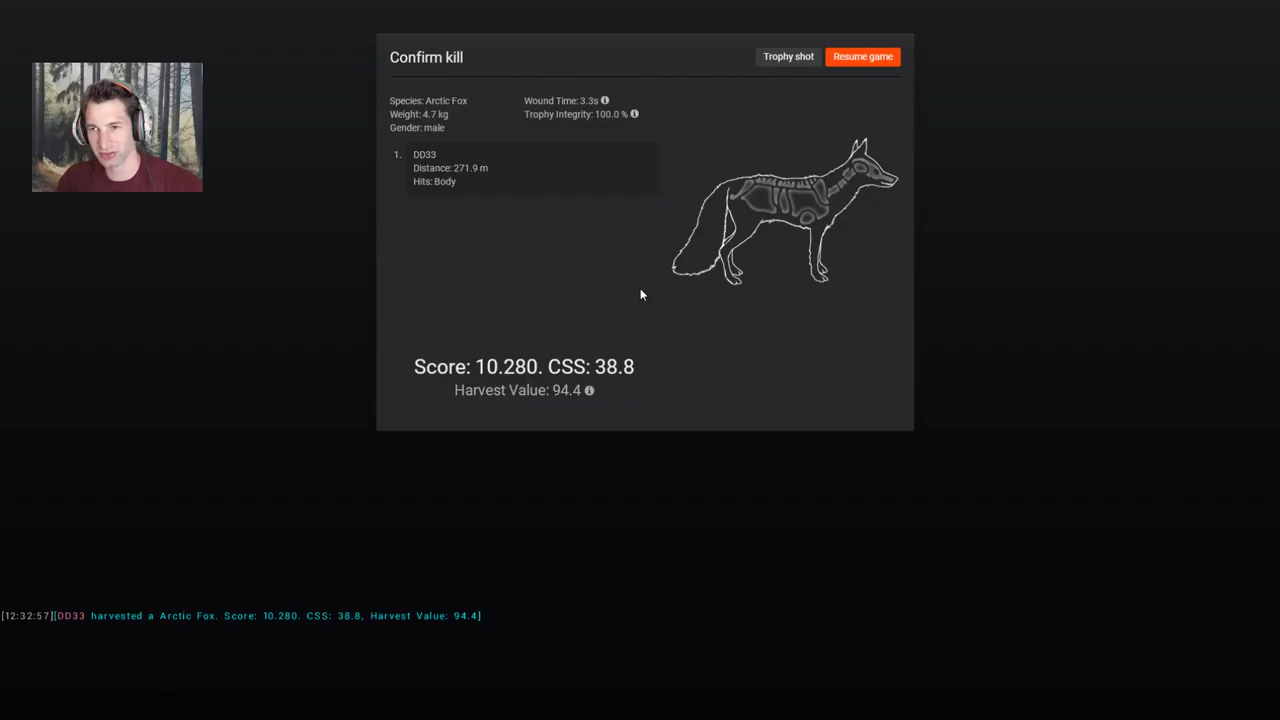 Confirm kill
Trophy shot
Resume game
Species: Arctic Fox
Weight: 4.7 kg
Gender: male
Wound Time: 3.3s
Trophy Integrity: 100.0 %
1.
DD33
Distance: 271.9 m
Hits: Body
Score: 10.280. CSS: 38.8
Harvest Value: 94.4
[12:32:57][DD33 harvested a Arctic Fox. Score: 10.280. CSS: 38.8, Harvest Value: 94.4]